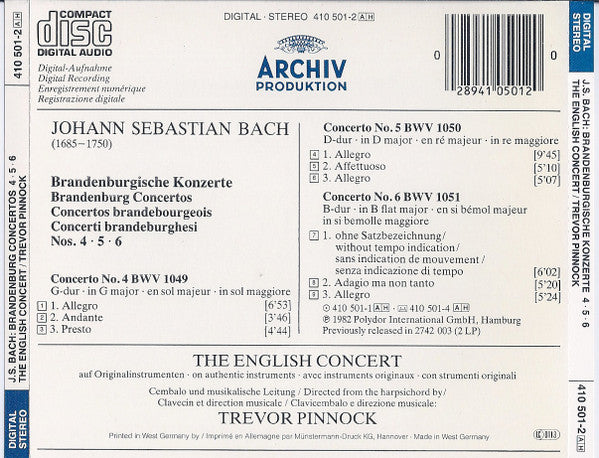 COMPACT
disc
DIGITAL AUDIO
Digital-Aufnahme
Digital Recording
Enregistrement numérique
Registrazione digitale
DIGITAL · STEREO 410 501-2 AH
ARCHIV
PRODUKTION
0 28941 05012 0
JOHANN SEBASTIAN BACH
(1685–1750)
Brandenburgische Konzerte
Brandenburg Concertos
Concertos brandebourgeois
Concerti brandeburghesi
Nos. 4 · 5 · 6
Concerto No. 4 BWV 1049
G-dur · in G major · en sol majeur · in sol maggiore
1 1. Allegro [6'53]
2 2. Andante [3'46]
3 3. Presto [4'44]
Concerto No. 5 BWV 1050
D-dur · in D major · en ré majeur · in re maggiore
4 1. Allegro [9'45]
5 2. Affettuoso [5'10]
6 3. Allegro [5'07]
Concerto No. 6 BWV 1051
B-dur · in B flat major · en si bémol majeur
in si bemolle maggiore
7 1. ohne Satzbezeichnung/
without tempo indication/
sans indication de mouvement/
senza indicazione di tempo [6'02]
8 2. Adagio ma non tanto [5'20]
9 3. Allegro [5'24]
410 501-1 AH · 410 501-4 AH
℗ 1982 Polydor International GmbH, Hamburg
Previously released in 2742 003 (2 LP)
THE ENGLISH CONCERT
auf Originalinstrumenten · on authentic instruments · avec instruments originaux · con strumenti originali
Cembalo und musikalische Leitung / Directed from the harpsichord by/
Clavecin et direction musicale / Clavicembalo e direzione musicale:
TREVOR PINNOCK
Printed in West Germany by / Imprimé en Allemagne par Münstermann-Druck KG, Hannover · Made in West Germany
DIGITAL
STEREO
J.S. BACH: BRANDENBURG CONCERTOS 4 · 5 · 6
THE ENGLISH CONCERT / TREVOR PINNOCK
410 501-2 AH
DIGITAL
STEREO
J.S. BACH: BRANDENBURGISCHE KONZERTE 4 · 5 · 6
THE ENGLISH CONCERT / TREVOR PINNOCK
410 501-2 AH